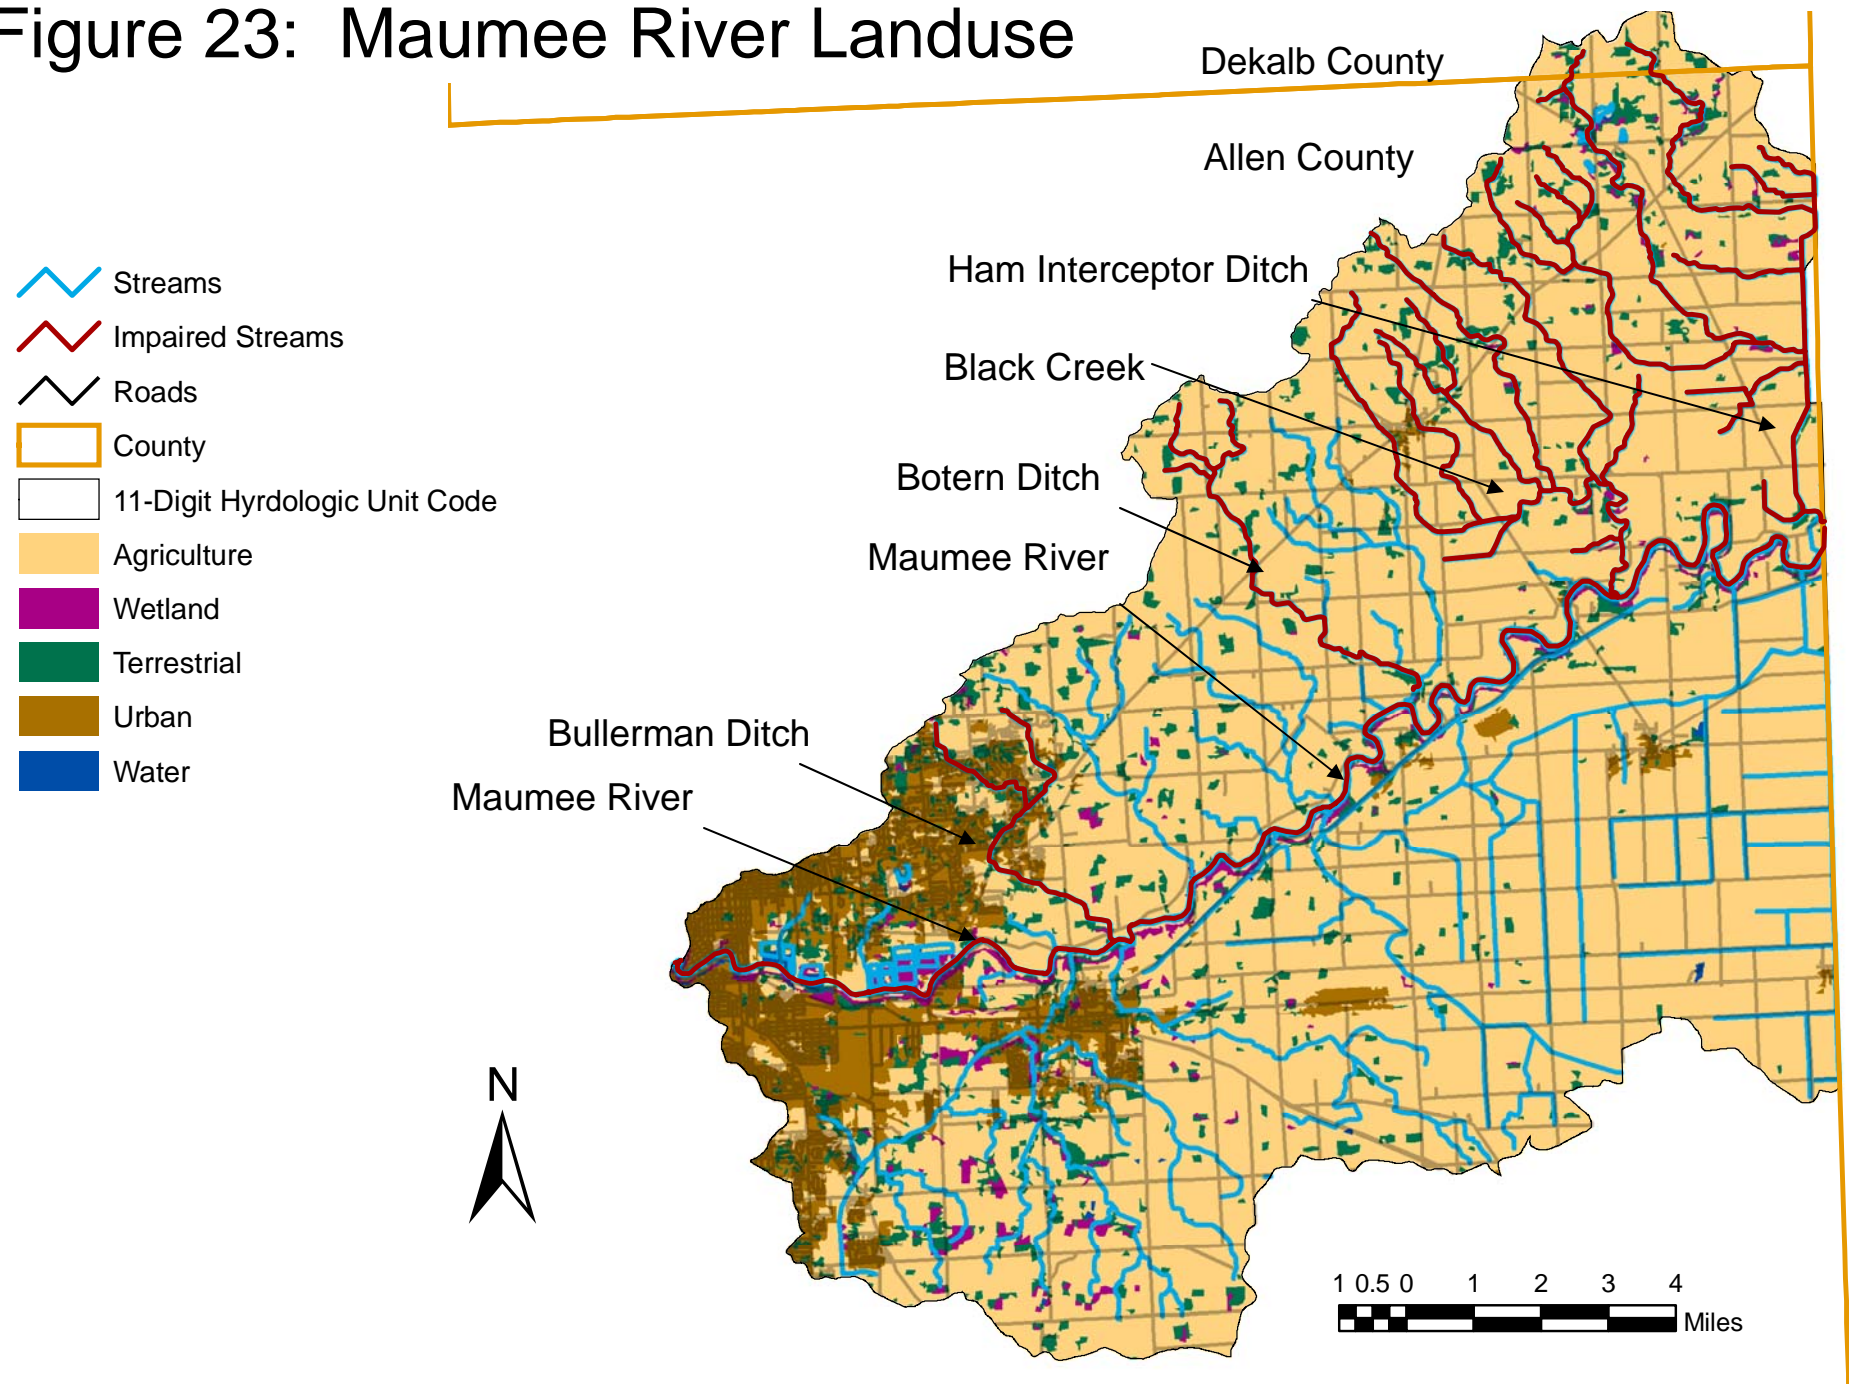 Figure 23: Maumee River Landuse
Dekalb County
Allen County
Ham Interceptor Ditch
Black Creek
Botern Ditch
Maumee River
Bullerman Ditch
Maumee River
Streams
Impaired Streams
Roads
County
11-Digit Hyrdologic Unit Code
Agriculture
Wetland
Terrestrial
Urban
Water
N
1 0.5 0 1 2 3 4
Miles